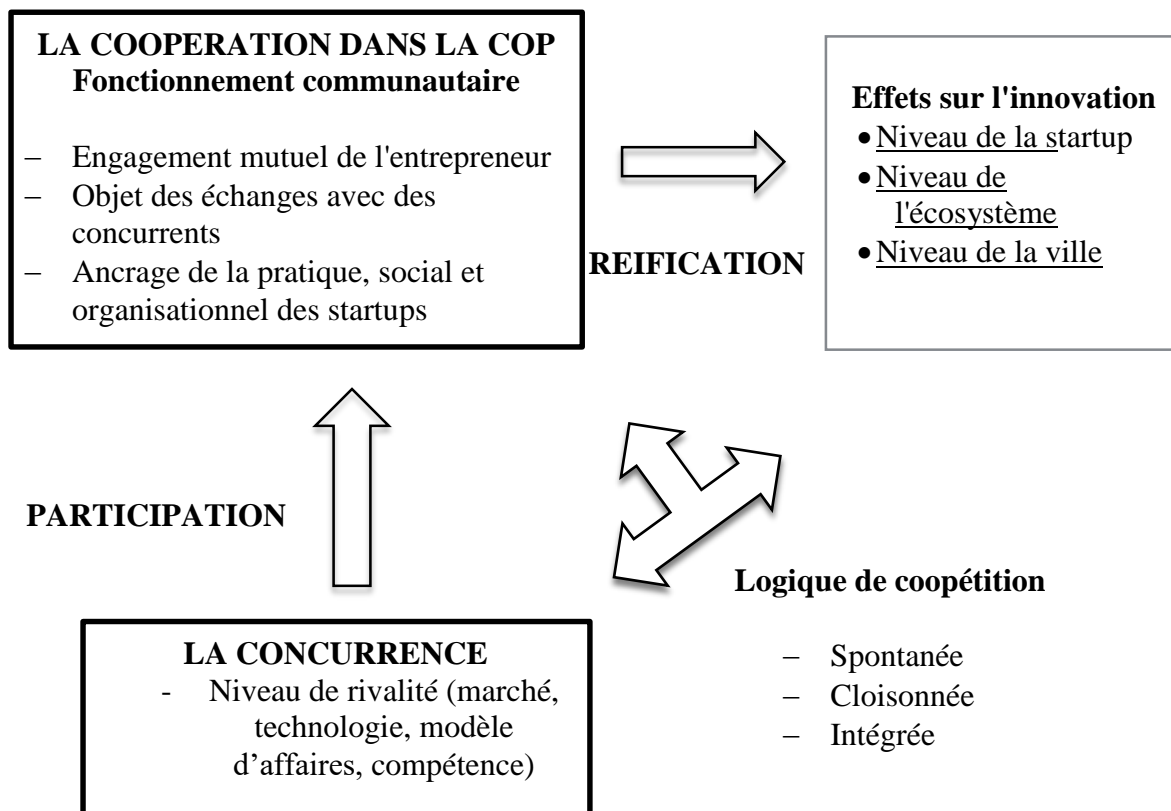 LA COOPERATION DANS LA COP
Fonctionnement communautaire
– Engagement mutuel de l'entrepreneur
– Objet des échanges avec des
concurrents
– Ancrage de la pratique, social et
organisationnel des startups
REIFICATION
Effets sur l'innovation
• Niveau de la startup
• Niveau de
l'écosystème
• Niveau de la ville
PARTICIPATION
LA CONCURRENCE
- Niveau de rivalité (marché,
technologie, modèle
d’affaires, compétence)
Logique de coopétition
– Spontanée
– Cloisonnée
– Intégrée